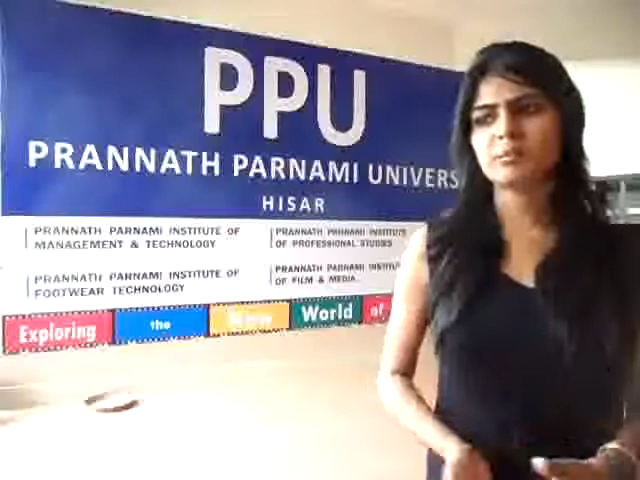 PPU
PRANNATH PARNAMI UNIVERS
HISAR
PRANNATH PARNAMI INSTITUTE OF
MANAGEMENT & TECHNOLOGY
PRANNATH PARNAMI INSTITUTE
OF PROFESSIONAL STUDIES
PRANNATH PARNAMI INSTITUTE OF
FOOTWEAR TECHNOLOGY
PRANNATH PARNAMI INSTITU
OF FILM & MEDIA
Exploring the World of